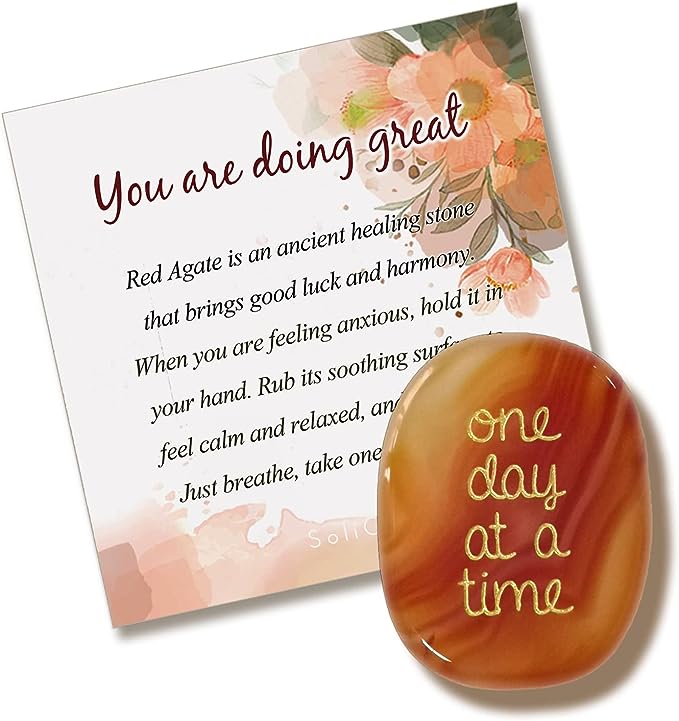 You are doing great
Red Agate is an ancient healing stone
that brings good luck and harmony.
When you are feeling anxious, hold it in
your hand. Rub its soothing
feel calm and relaxed,
Just breathe, take one
one
day
at a
time